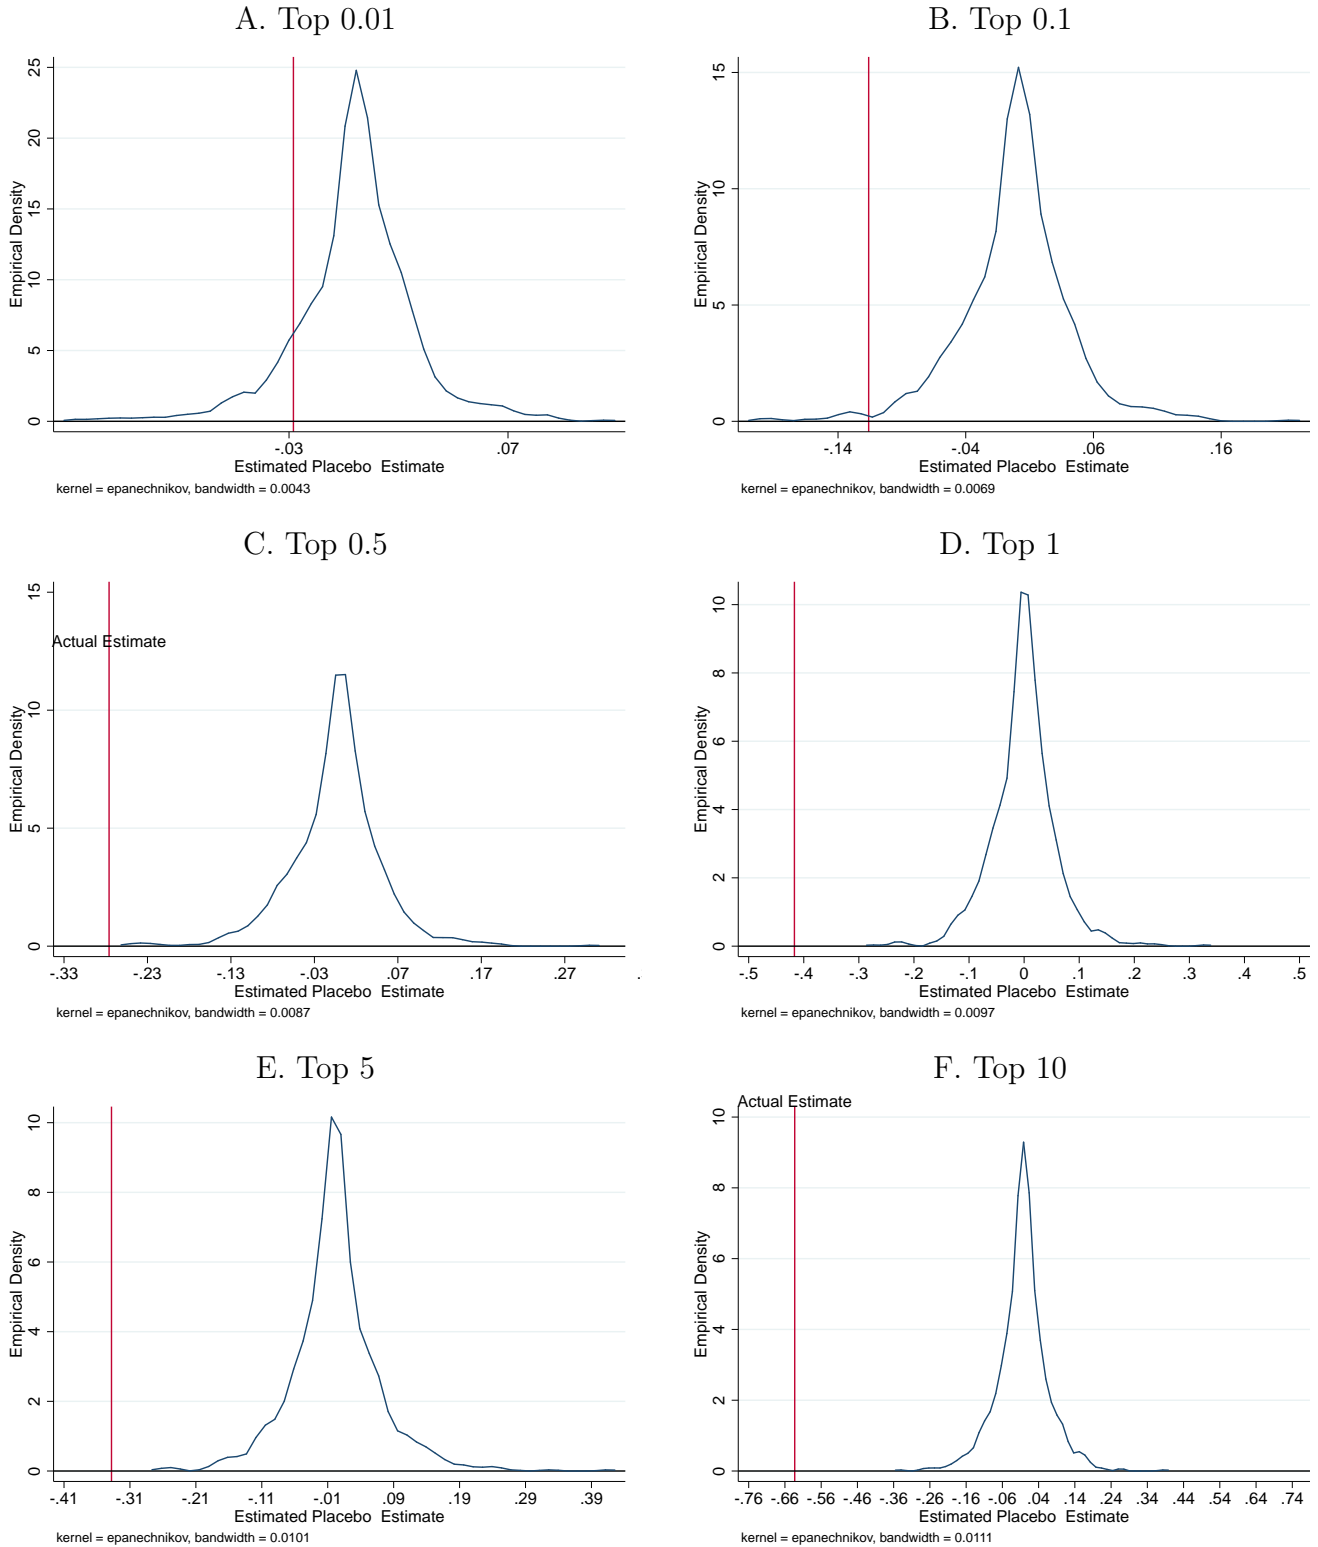 A. Top 0.01
25
20
15
10
5
0
Empirical Density
-.03 .07
Estimated Placebo Estimate
kernel = epanechnikov, bandwidth = 0.0043
B. Top 0.1
15
10
5
0
Empirical Density
-.14 -.04 .06 .16
Estimated Placebo Estimate
kernel = epanechnikov, bandwidth = 0.0069
C. Top 0.5
15
10
5
0
Empirical Density
Actual Estimate
-.33 -.23 -.13 -.03 .07 .17 .27 .
Estimated Placebo Estimate
kernel = epanechnikov, bandwidth = 0.0087
D. Top 1
10
8
6
4
2
0
Empirical Density
-.5 -.4 -.3 -.2 -.1 0 .1 .2 .3 .4 .5
Estimated Placebo Estimate
kernel = epanechnikov, bandwidth = 0.0097
E. Top 5
10
8
6
4
2
0
Empirical Density
-.41 -.31 -.21 -.11 -.01 .09 .19 .29 .39
Estimated Placebo Estimate
kernel = epanechnikov, bandwidth = 0.0101
F. Top 10
Actual Estimate
10
8
6
4
2
0
Empirical Density
-.76 -.66 -.56 -.46 -.36 -.26 -.16 -.06 .04 .14 .24 .34 .44 .54 .64 .74
Estimated Placebo Estimate
kernel = epanechnikov, bandwidth = 0.0111